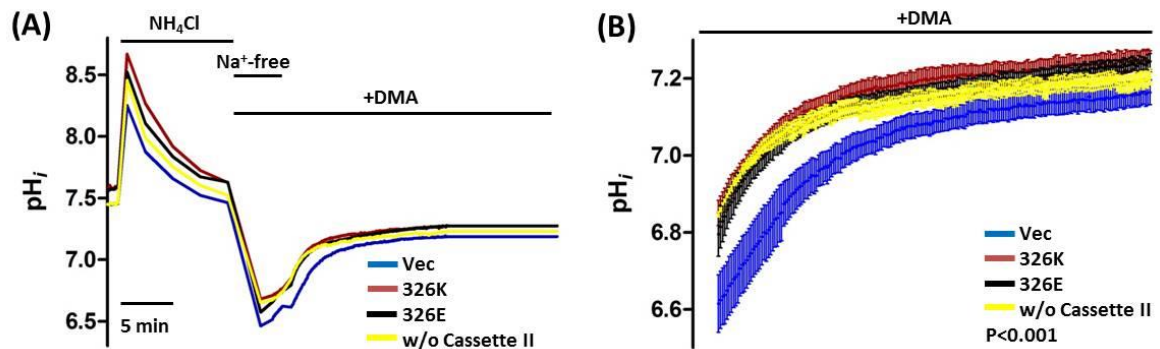 (A)
NH₄Cl
Na⁺-free
+DMA
8.5
8.0
7.5
7.0
6.5
pHi
5 min
Vec
326K
326E
w/o Cassette II
(B)
+DMA
7.2
7.0
6.8
6.6
pHi
Vec
326K
326E
w/o Cassette II
P<0.001